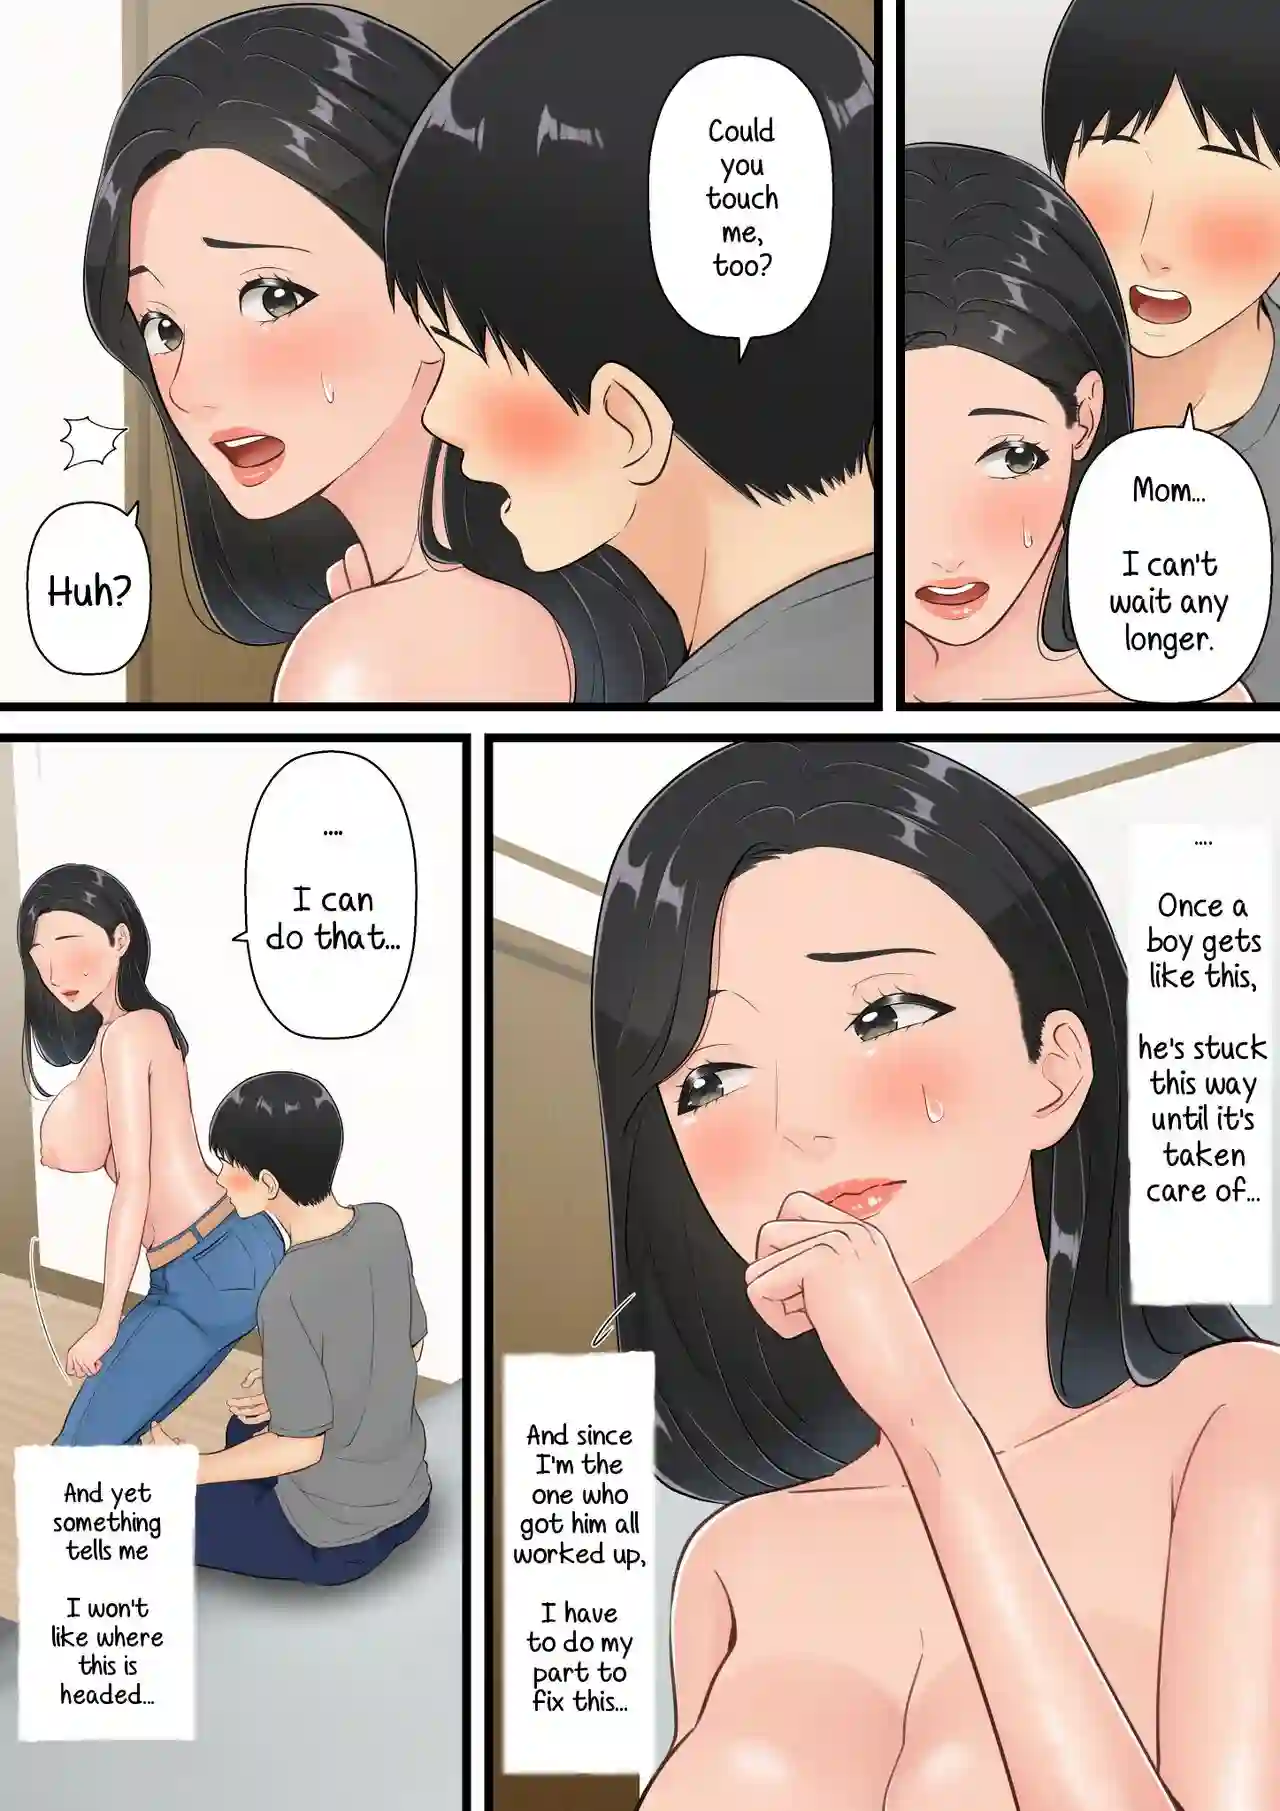 Mom...
I can't
wait any
longer.
Could
you
touch
me,
too?
Huh?
....
Once a
boy gets
like this,
he's stuck
this way
until it's
taken
care of...
And since
I'm the
one who
got him all
worked up,
I have
to do my
part to
fix this...
....
I can
do that...
And yet
something
tells me
I won't
like where
this is
headed...